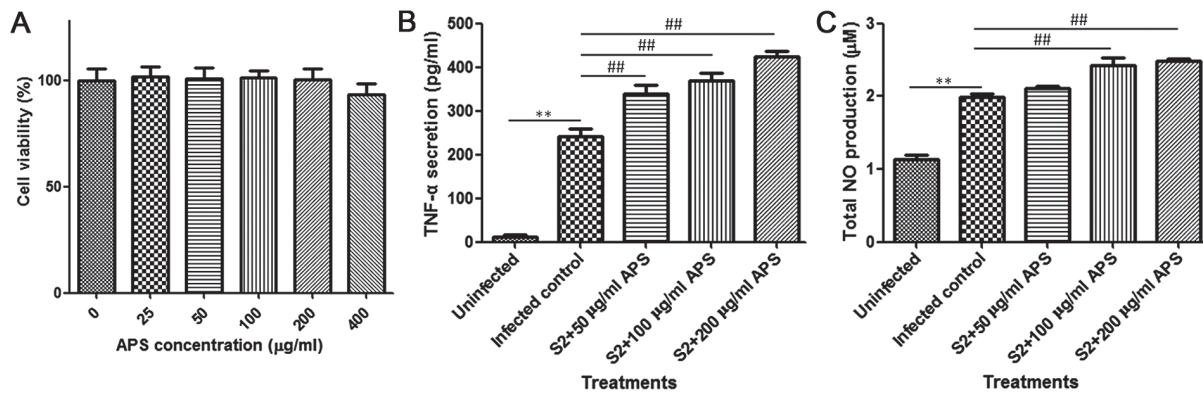 A
Cell viability (%)
100
50
0
0
25
50
100
200
400
APS concentration (µg/ml)
B
TNF-α secretion (pg/ml)
500
400
300
200
100
0
**
##
##
##
Uninfected
Infected control
S2+50 µg/ml APS
S2+100 µg/ml APS
S2+200 µg/ml APS
Treatments
C
Total NO production (µM)
3
2
1
0
**
##
##
Uninfected
Infected control
S2+50 µg/ml APS
S2+100 µg/ml APS
S2+200 µg/ml APS
Treatments